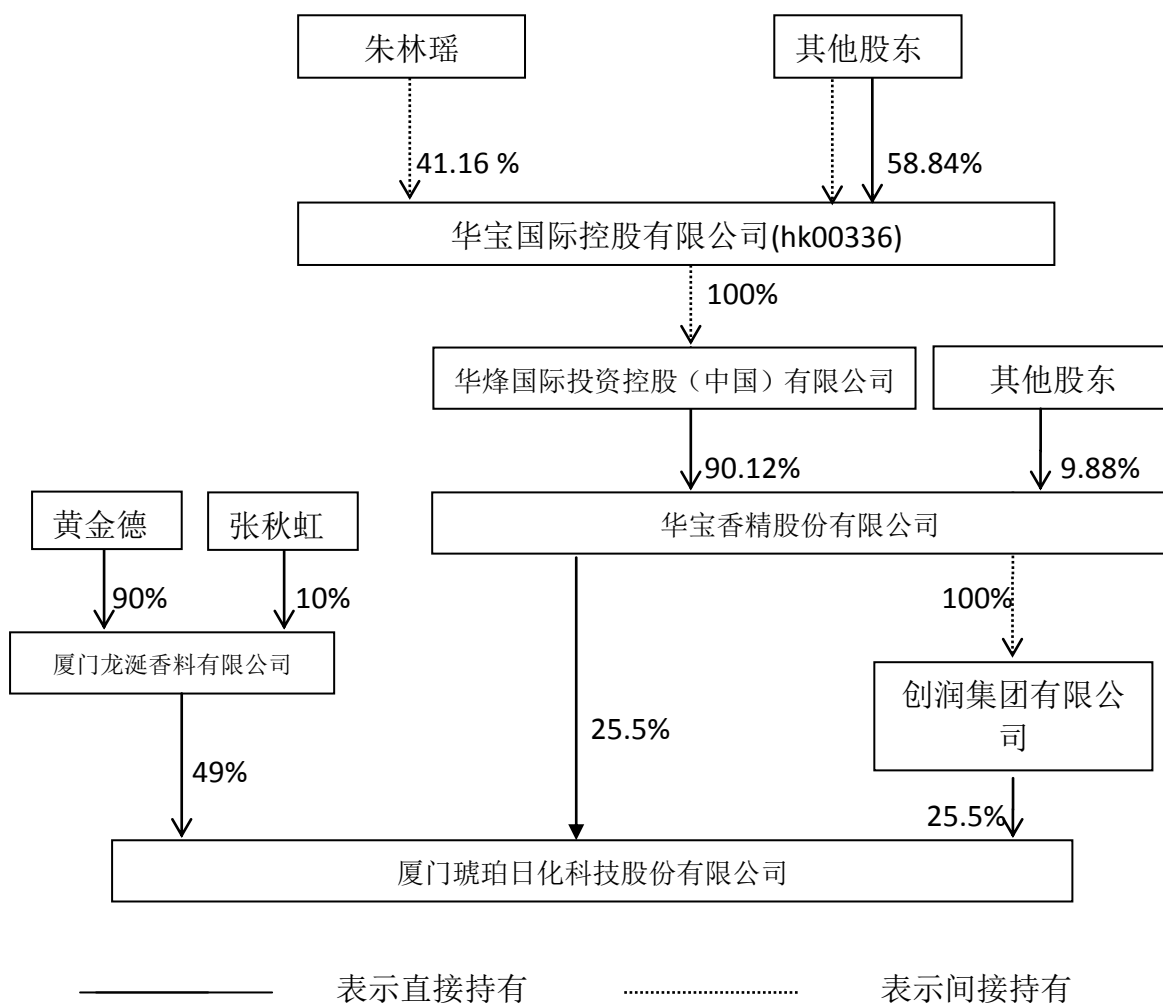 朱林瑶
其他股东
41.16 %
58.84%
华宝国际控股有限公司(hk00336)
100%
华烽国际投资控股（中国）有限公司
其他股东
90.12%
9.88%
黄金德
张秋虹
华宝香精股份有限公司
90%
10%
100%
厦门龙涎香料有限公司
创润集团有限公
司
25.5%
49%
25.5%
厦门琥珀日化科技股份有限公司
表示直接持有
表示间接持有